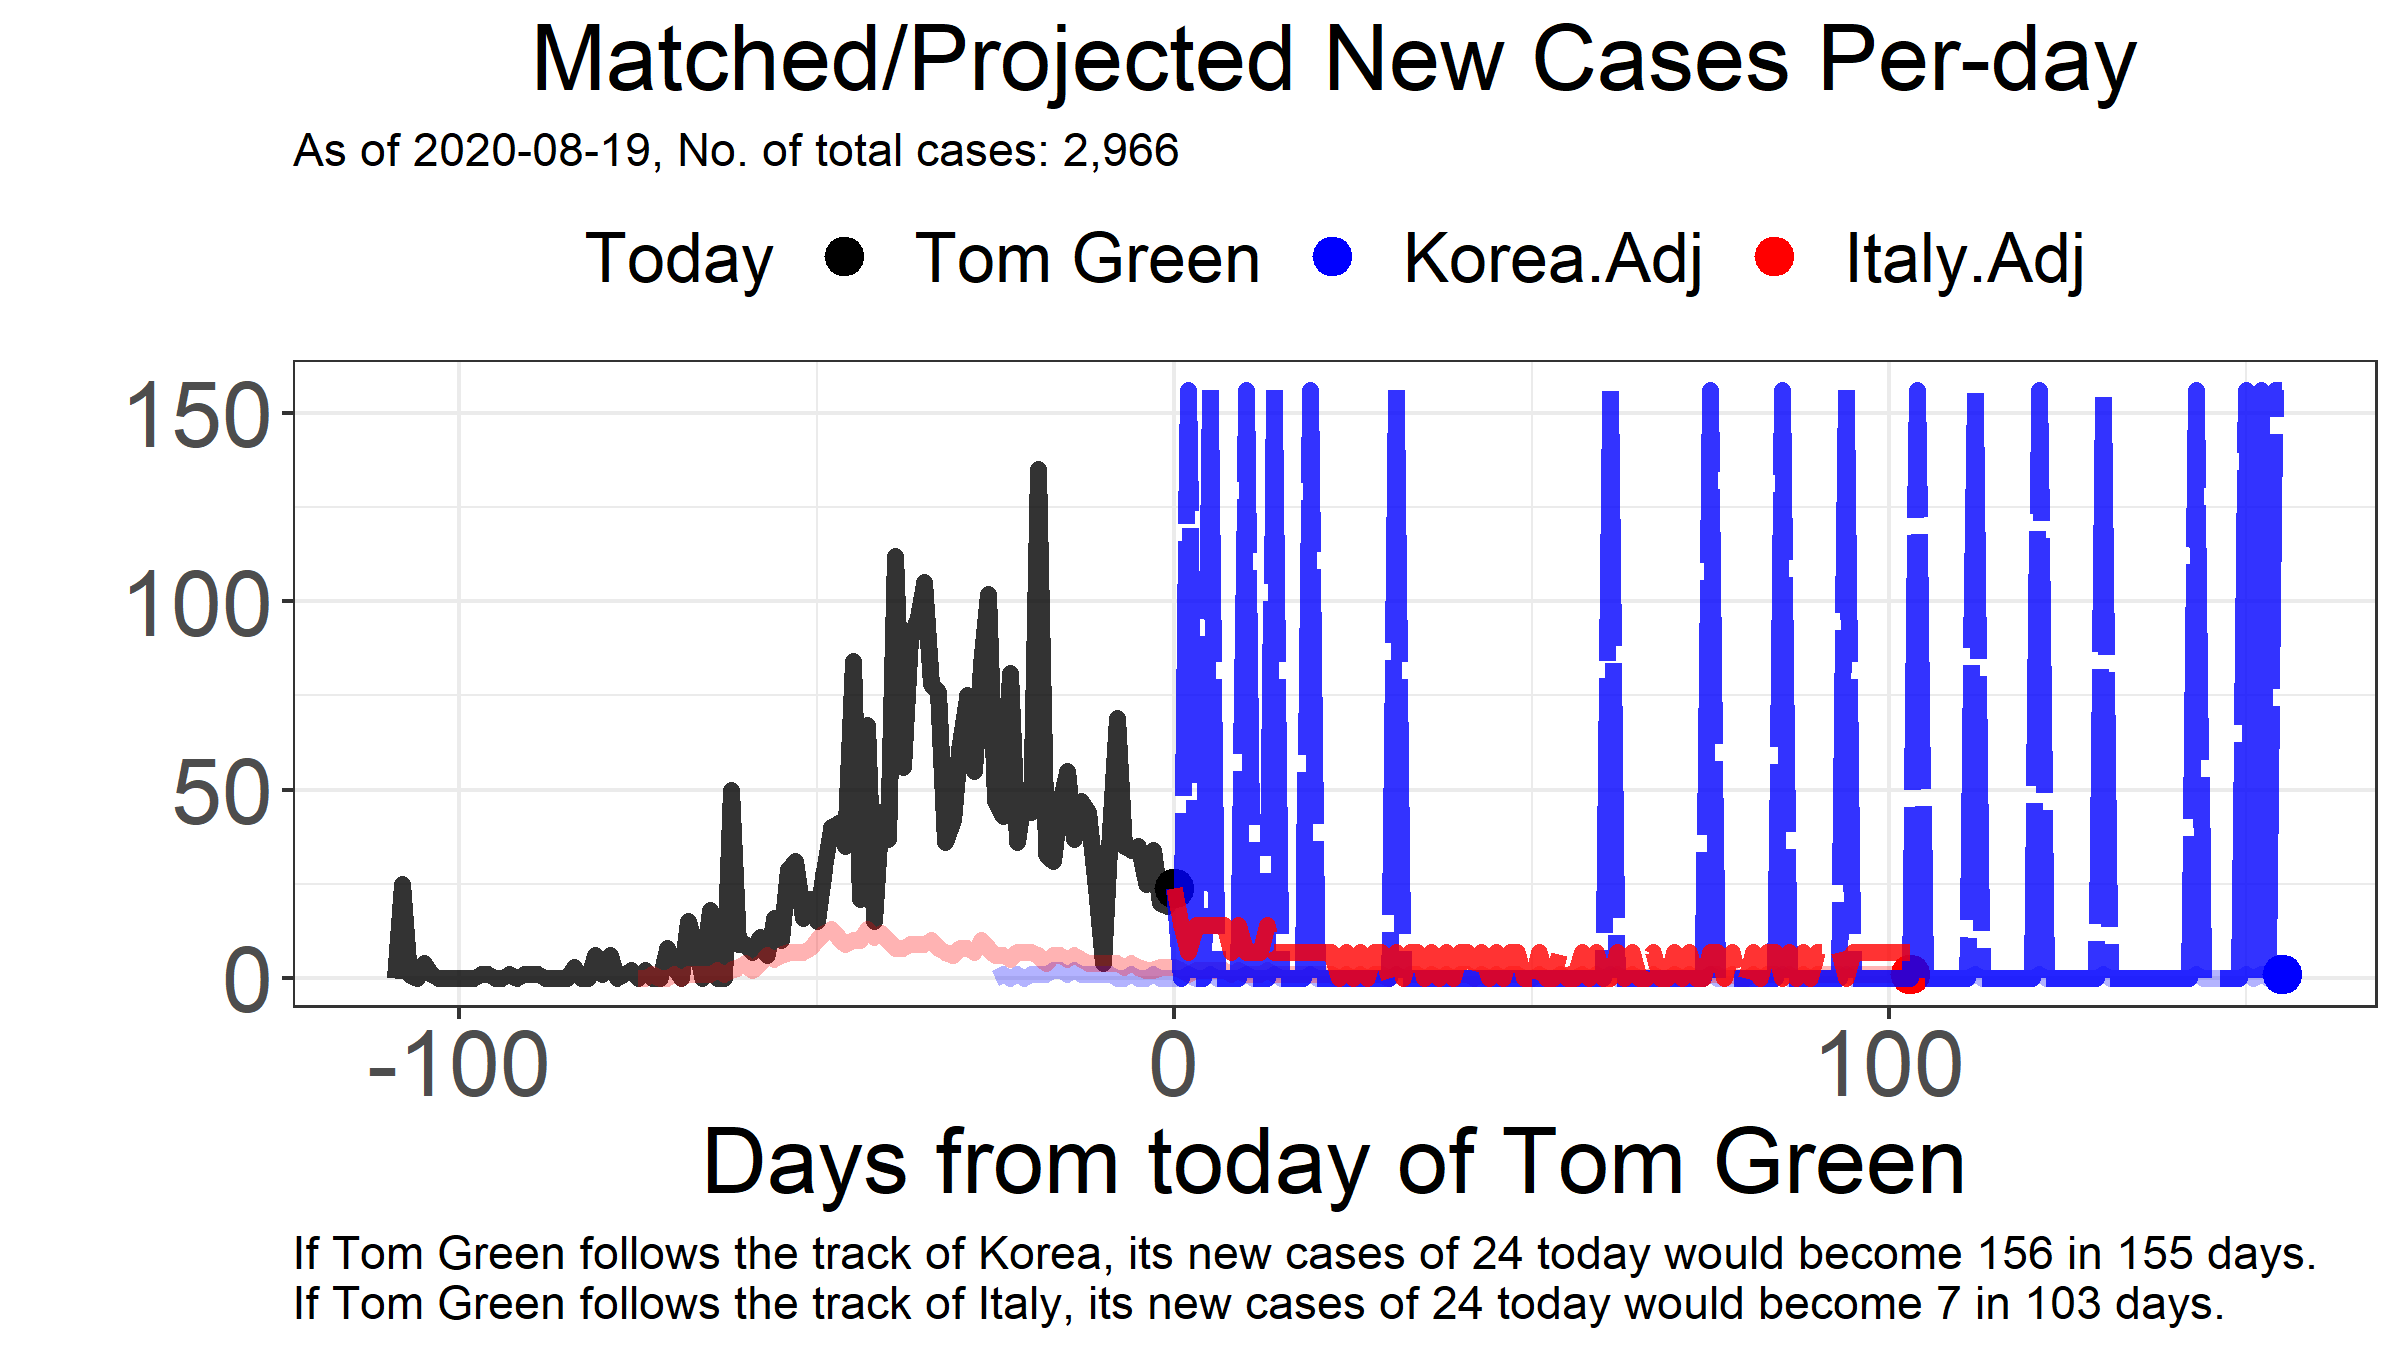 Matched/Projected New Cases Per-day
As of 2020-08-19, No. of total cases: 2,966
Today Tom Green Korea.Adj Italy.Adj
150
100
50
0
-100 0 100
Days from today of Tom Green
If Tom Green follows the track of Korea, its new cases of 24 today would become 156 in 155 days.
If Tom Green follows the track of Italy, its new cases of 24 today would become 7 in 103 days.